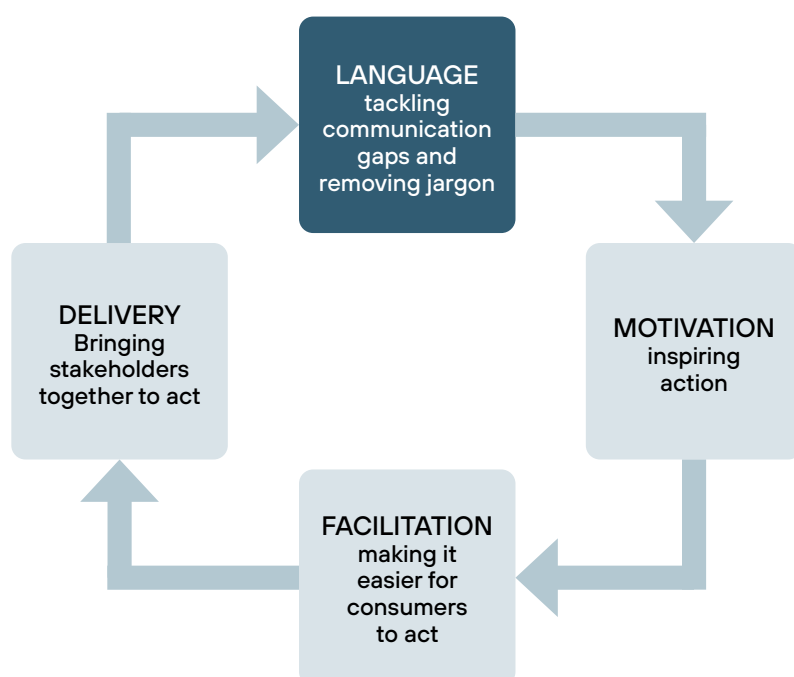 LANGUAGE
tackling
communication
gaps and
removing jargon
MOTIVATION
inspiring
action
FACILITATION
making it
easier for
consumers
to act
DELIVERY
Bringing
stakeholders
together to act